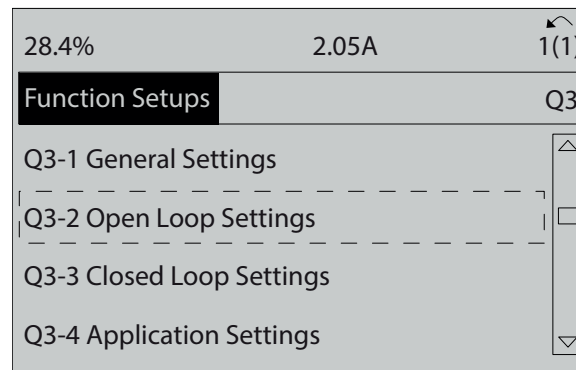 28.4% 2.05A 1(1)
Function Setups Q3
Q3-1 General Settings
Q3-2 Open Loop Settings
Q3-3 Closed Loop Settings
Q3-4 Application Settings